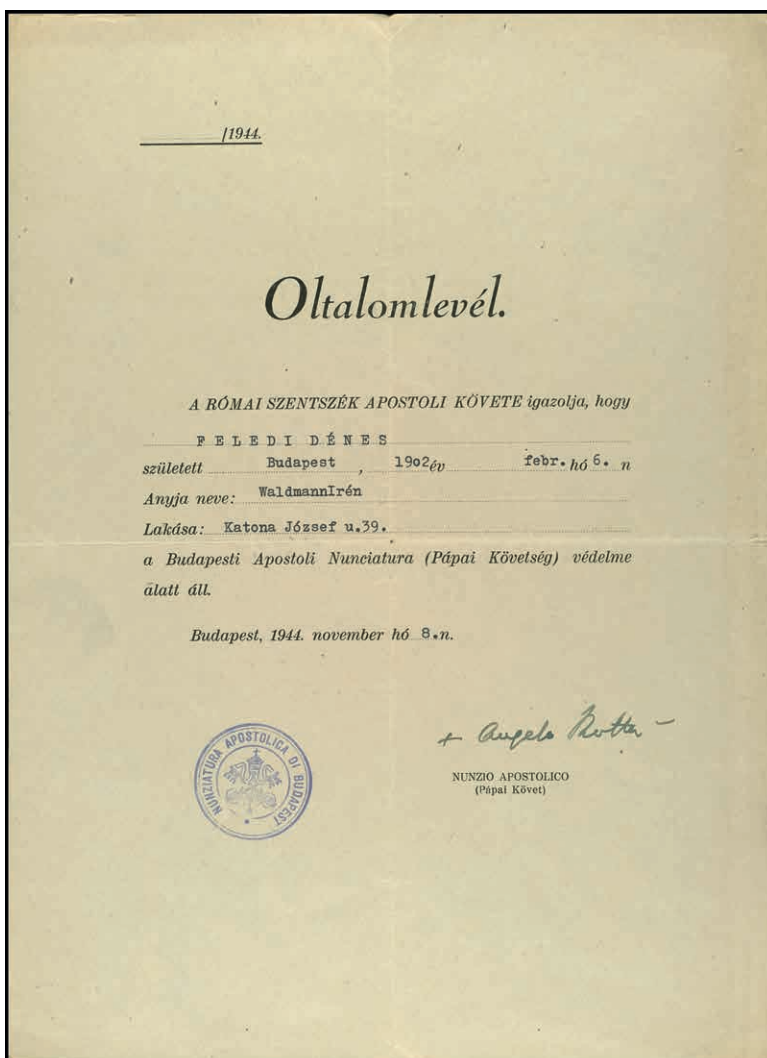 /1944.
Oltalomlevél.
A RÓMAI SZENTSZÉK APOSTOLI KÖVETE igazolja, hogy
FELEDI DÉNES
született Budapest, 1902 év febr. hó 6. n
Anyja neve: WaldmannIrén
Lakása: Katona József u.39.
a Budapesti Apostoli Nunciatura (Pápai Követség) védelme
alatt áll.
Budapest, 1944. november hó 8.n.
+ Angelo Rotta
NUNZIATURA APOSTOLICA DI BUDAPEST
NUNZIO APOSTOLICO
(Pápai Követ)